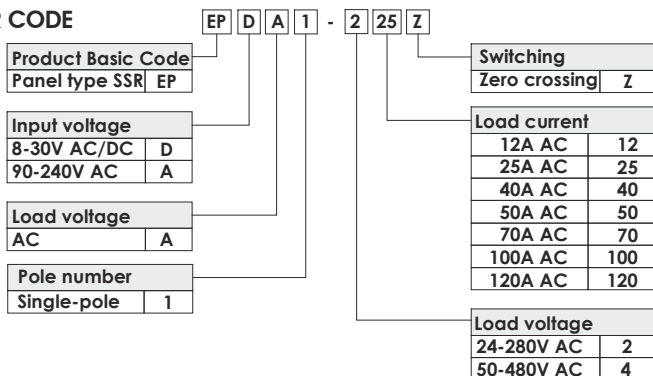 CODE
EP D A 1 - 2 25 Z
Product Basic Code
Panel type SSR EP
Input voltage
8-30V AC/DC D
90-240V AC A
Load voltage
AC A
Pole number
Single-pole 1
Switching
Zero crossing Z
Load current
12A AC 12
25A AC 25
40A AC 40
50A AC 50
70A AC 70
100A AC 100
120A AC 120
Load voltage
24-280V AC 2
50-480V AC 4